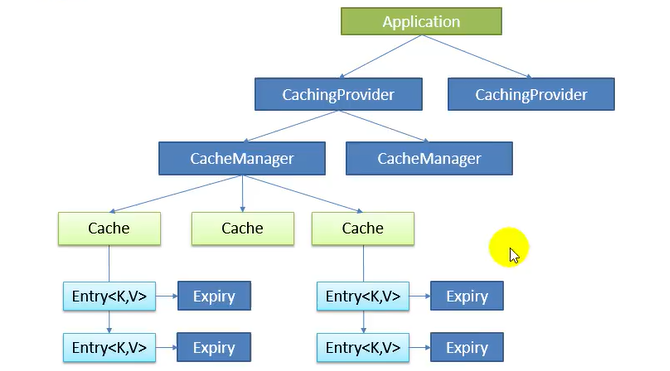 Application
CachingProvider CachingProvider
CacheManager CacheManager
Cache Cache Cache
Entry<K,V> Expiry Entry<K,V> Expiry
Entry<K,V> Expiry Entry<K,V> Expiry